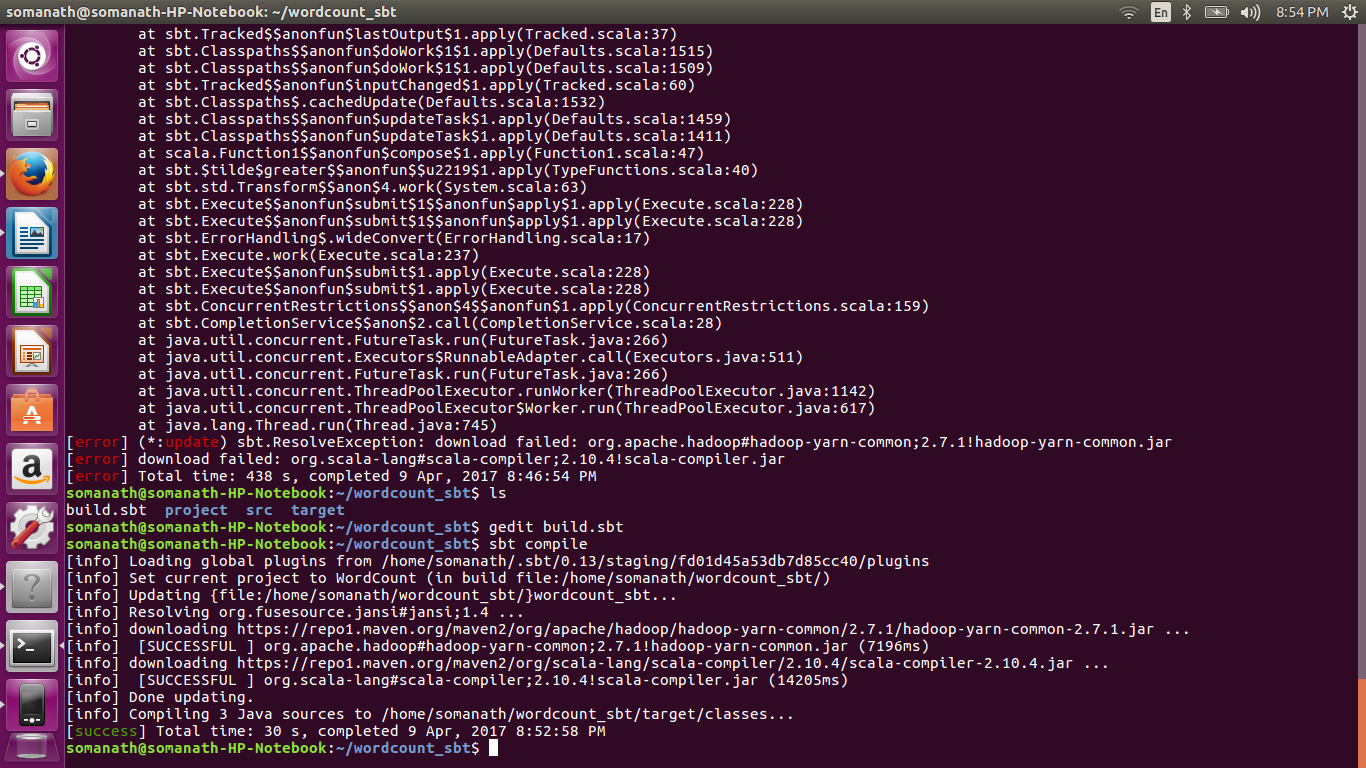 somanath@somanath-HP-Notebook: ~/wordcount_sbt
En
8:54 PM
at sbt.Tracked$$anonfun$lastOutput$1.apply(Tracked.scala:37)
at sbt.Classpaths$$anonfun$doWork$1$1.apply(Defaults.scala:1515)
at sbt.Classpaths$$anonfun$doWork$1$1.apply(Defaults.scala:1509)
at sbt.Tracked$$anonfun$inputChanged$1.apply(Tracked.scala:60)
at sbt.Classpaths$.cachedUpdate(Defaults.scala:1532)
at sbt.Classpaths$$anonfun$updateTask$1.apply(Defaults.scala:1459)
at sbt.Classpaths$$anonfun$updateTask$1.apply(Defaults.scala:1411)
at scala.Function1$$anonfun$compose$1.apply(Function1.scala:47)
at sbt.$tilde$greater$$anonfun$$u2219$1.apply(TypeFunctions.scala:40)
at sbt.std.Transform$$anon$4.work(System.scala:63)
at sbt.Execute$$anonfun$submit$1$$anonfun$apply$1.apply(Execute.scala:228)
at sbt.Execute$$anonfun$submit$1$$anonfun$apply$1.apply(Execute.scala:228)
at sbt.ErrorHandling$.wideConvert(ErrorHandling.scala:17)
at sbt.Execute.work(Execute.scala:237)
at sbt.Execute$$anonfun$submit$1.apply(Execute.scala:228)
at sbt.Execute$$anonfun$submit$1.apply(Execute.scala:228)
at sbt.ConcurrentRestrictions$$anon$4$$anonfun$1.apply(ConcurrentRestrictions.scala:159)
at sbt.CompletionService$$anon$2.call(CompletionService.scala:28)
at java.util.concurrent.FutureTask.run(FutureTask.java:266)
at java.util.concurrent.Executors$RunnableAdapter.call(Executors.java:511)
at java.util.concurrent.FutureTask.run(FutureTask.java:266)
at java.util.concurrent.ThreadPoolExecutor.runWorker(ThreadPoolExecutor.java:1142)
at java.util.concurrent.ThreadPoolExecutor$Worker.run(ThreadPoolExecutor.java:617)
at java.lang.Thread.run(Thread.java:745)
[error] (*:update) sbt.ResolveException: download failed: org.apache.hadoop#hadoop-yarn-common;2.7.1!hadoop-yarn-common.jar
[error] download failed: org.scala-lang#scala-compiler;2.10.4!scala-compiler.jar
[error] Total time: 438 s, completed 9 Apr, 2017 8:46:54 PM
somanath@somanath-HP-Notebook:~/wordcount_sbt$ ls
build.sbt  project  src  target
somanath@somanath-HP-Notebook:~/wordcount_sbt$ gedit build.sbt
somanath@somanath-HP-Notebook:~/wordcount_sbt$ sbt compile
[info] Loading global plugins from /home/somanath/.sbt/0.13/staging/fd01d45a53db7d85cc40/plugins
[info] Set current project to WordCount (in build file:/home/somanath/wordcount_sbt/)
[info] Updating {file:/home/somanath/wordcount_sbt/}wordcount_sbt...
[info] Resolving org.fusesource.jansi#jansi;1.4 ...
[info] downloading https://repo1.maven.org/maven2/org/apache/hadoop/hadoop-yarn-common/2.7.1/hadoop-yarn-common-2.7.1.jar ...
[info]  [SUCCESSFUL ] org.apache.hadoop#hadoop-yarn-common;2.7.1!hadoop-yarn-common.jar (7196ms)
[info] downloading https://repo1.maven.org/maven2/org/scala-lang/scala-compiler/2.10.4/scala-compiler-2.10.4.jar ...
[info]  [SUCCESSFUL ] org.scala-lang#scala-compiler;2.10.4!scala-compiler.jar (14205ms)
[info] Done updating.
[info] Compiling 3 Java sources to /home/somanath/wordcount_sbt/target/classes...
[success] Total time: 30 s, completed 9 Apr, 2017 8:52:58 PM
somanath@somanath-HP-Notebook:~/wordcount_sbt$